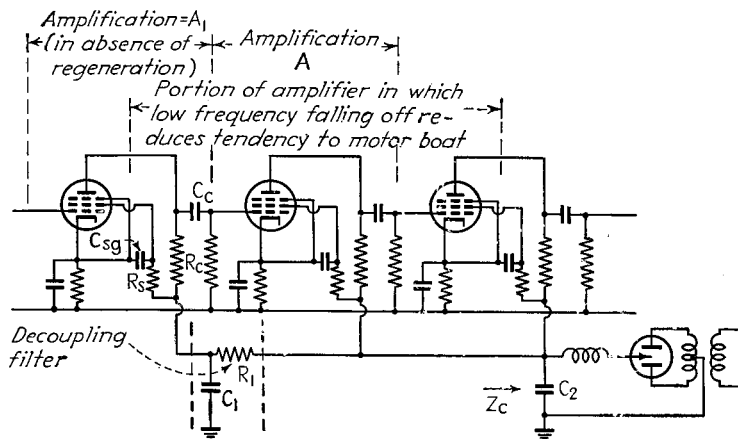 Amplification=A1
(in absence of
regeneration)
Amplification
A
Portion of amplifier in which
low frequency falling off re-
duces tendency to motor boat
Cc
Csg
Rs
Rc
Decoupling
filter
R1
C1
Zc
C2